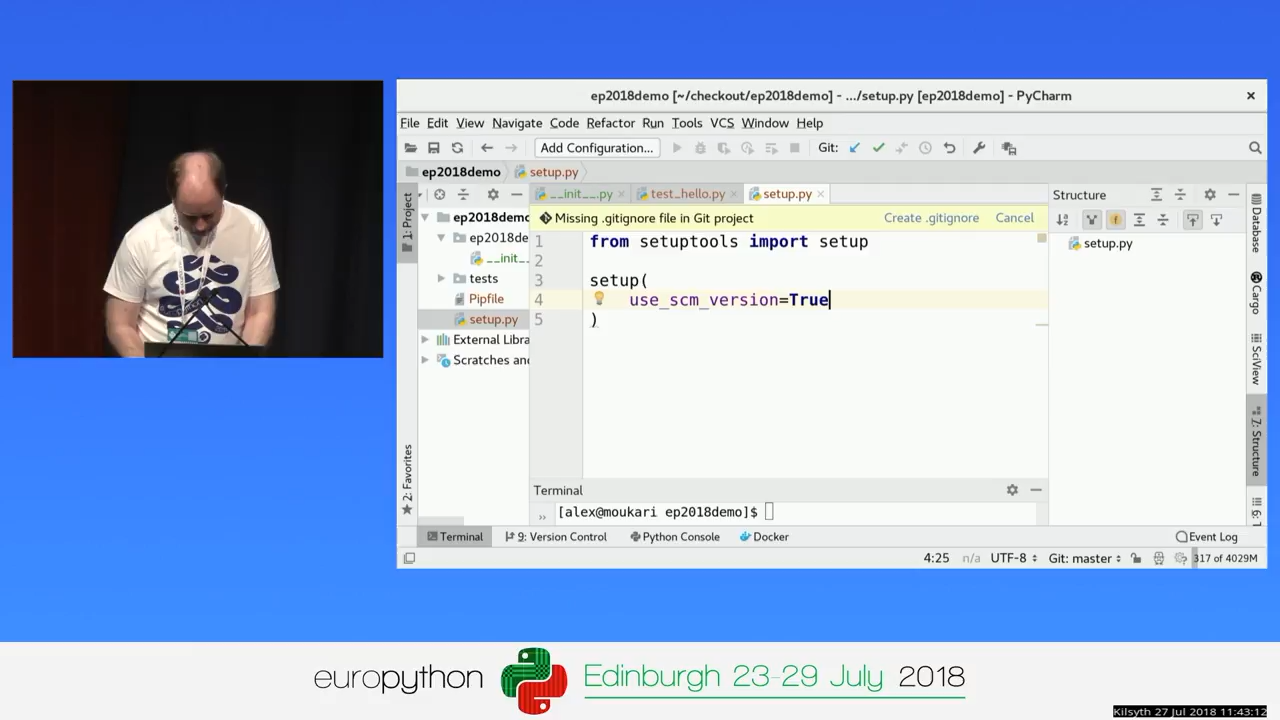 ep2018demo [~/checkout/ep2018demo] - .../setup.py [ep2018demo] - PyCharm
File Edit View Navigate Code Refactor Run Tools VCS Window Help
Add Configuration... Git:
ep2018demo setup.py
1: Project
__init__.py test_hello.py setup.py
Structure
ep2018demo
ep2018de
__init_
tests
Pipfile
setup.py
External Libra
Scratches and
Missing .gitignore file in Git project Create .gitignore Cancel
1 from setuptools import setup
2
3 setup(
4 use_scm_version=True
5 )
setup.py
Database
Cargo
SciView
7: Structure
6: T
2: Favorites
Terminal
[alex@moukari ep2018demo]$
Terminal 9: Version Control Python Console Docker Event Log
4:25 n/a UTF-8 Git: master 317 of 4029M
europython Edinburgh 23-29 July 2018
Kilsyth 27 Jul 2018 11:43:12